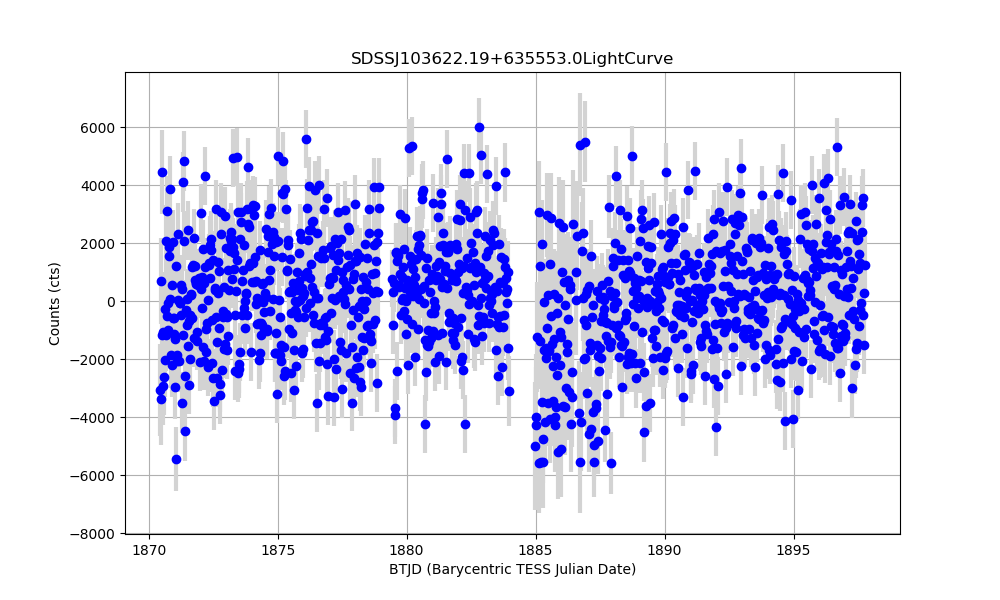 SDSSJ103622.19+635553.0LightCurve
6000
4000
2000
0
−2000
−4000
−6000
−8000
Counts (cts)
1870 1875 1880 1885 1890 1895
BTJD (Barycentric TESS Julian Date)